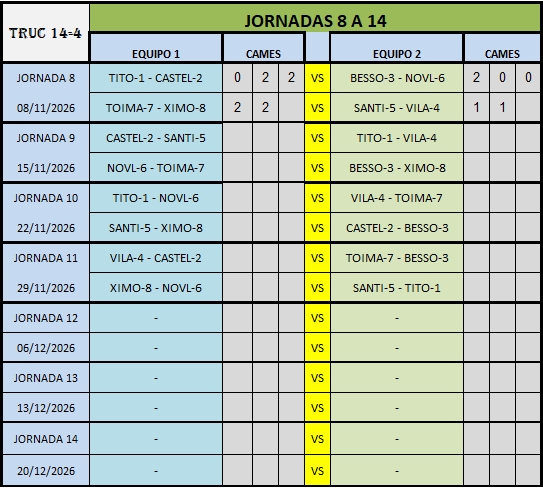 TRUC 14-4 JORNADAS 8 A 14
EQUIPO 1 CAMES EQUIPO 2 CAMES
JORNADA 8 TITO-1 - CASTEL-2 0 2 2 VS BESSO-3 - NOVL-6 2 0 0
08/11/2026 TOIMA-7 - XIMO-8 2 2 VS SANTI-5 - VILA-4 1 1
JORNADA 9 CASTEL-2 - SANTI-5 VS TITO-1 - VILA-4
15/11/2026 NOVL-6 - TOIMA-7 VS BESSO-3 - XIMO-8
JORNADA 10 TITO-1 - NOVL-6 VS VILA-4 - TOIMA-7
22/11/2026 SANTI-5 - XIMO-8 VS CASTEL-2 - BESSO-3
JORNADA 11 VILA-4 - CASTEL-2 VS TOIMA-7 - BESSO-3
29/11/2026 XIMO-8 - NOVL-6 VS SANTI-5 - TITO-1
JORNADA 12 - VS -
06/12/2026 - VS -
JORNADA 13 - VS -
13/12/2026 - VS -
JORNADA 14 - VS -
20/12/2026 - VS -